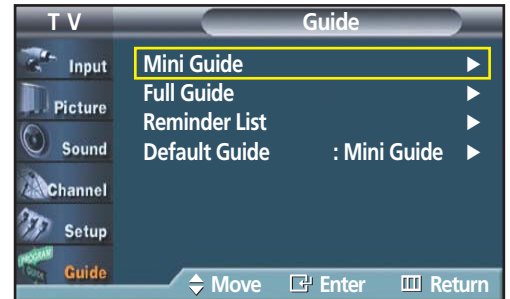 T V
Guide
Input
Picture
Sound
Channel
Setup
PROGRAM
Guide
Mini Guide
Full Guide
Reminder List
Default Guide : Mini Guide
Move Enter Return